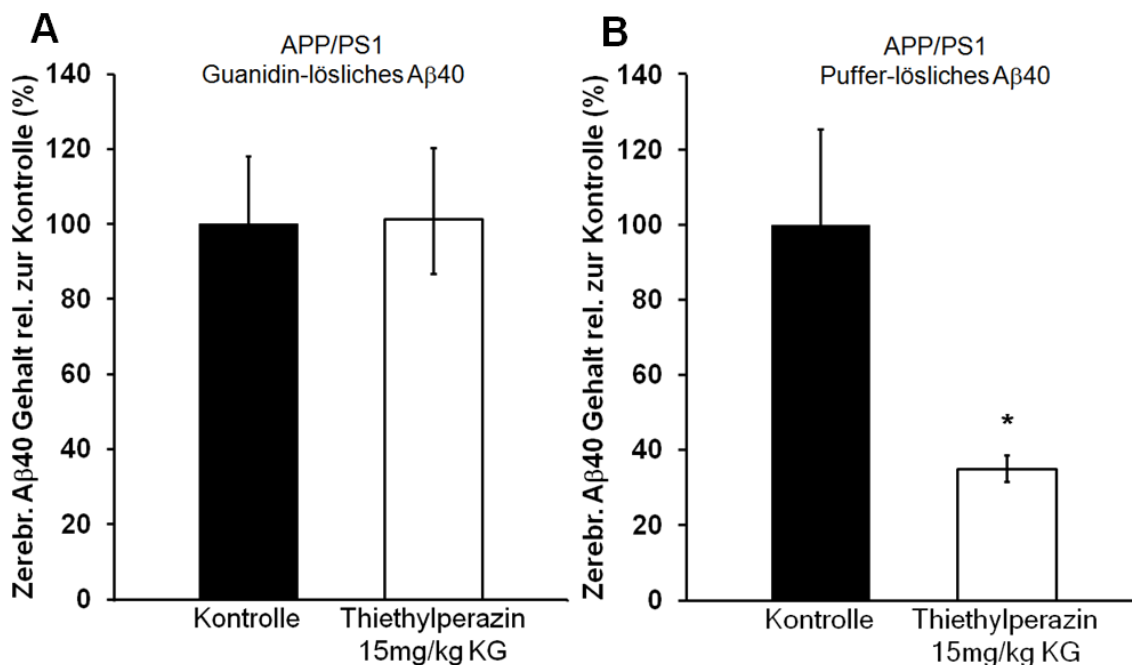 A
APP/PS1
Guanidin-lösliches Aβ40
Zerebr. Aβ40 Gehalt rel. zur Kontrolle (%)
140
120
100
80
60
40
20
0
Kontrolle
Thiethylperazin
15mg/kg KG
B
APP/PS1
Puffer-lösliches Aβ40
Zerebr. Aβ40 Gehalt rel. zur Kontrolle (%)
140
120
100
80
60
40
20
0
*
Kontrolle
Thiethylperazin
15mg/kg KG